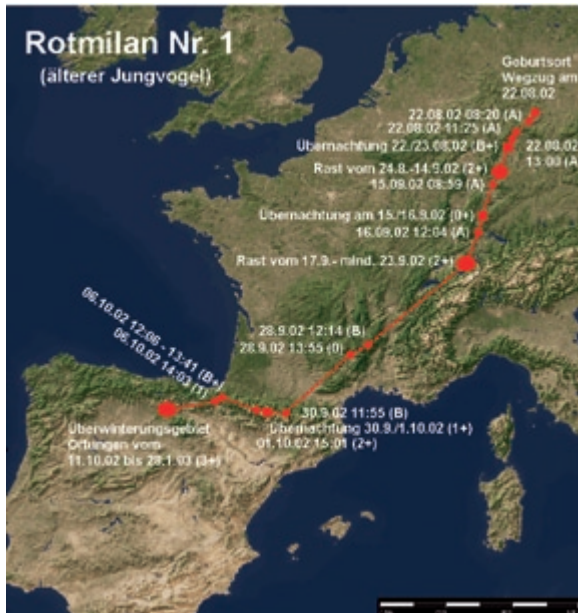 Rotmilan Nr. 1
(älterer Jungvogel)
Geburtsort
Wegzug am
22.08.02
22.08.02 08:20 (A)
22.08.02 11:25 (A)
Übernachtung 22./23.08.02 (B+)
22.08.02
13:00 (A
Rast vom 24.8.-14.9.02 (2+)
15.09.02 08:59 (A)
Übernachtung am 15./16.9.02 (0+)
16.09.02 12:04 (A)
Rast vom 17.9.- mind. 23.9.02 (2+)
28.9.02 12:14 (B)
28.9.02 13:55 (0)
06.10.02 12:06 - 13:41 (B+)
06.10.02 14:03 (1)
30.9.02 11:55 (B)
Übernachtung 30.9./1.10.02 (1+)
01.10.02 15:01 (2+)
Überwinterungsgebiet
Ortungen vom
11.10.02 bis 28.1.03 (3+)